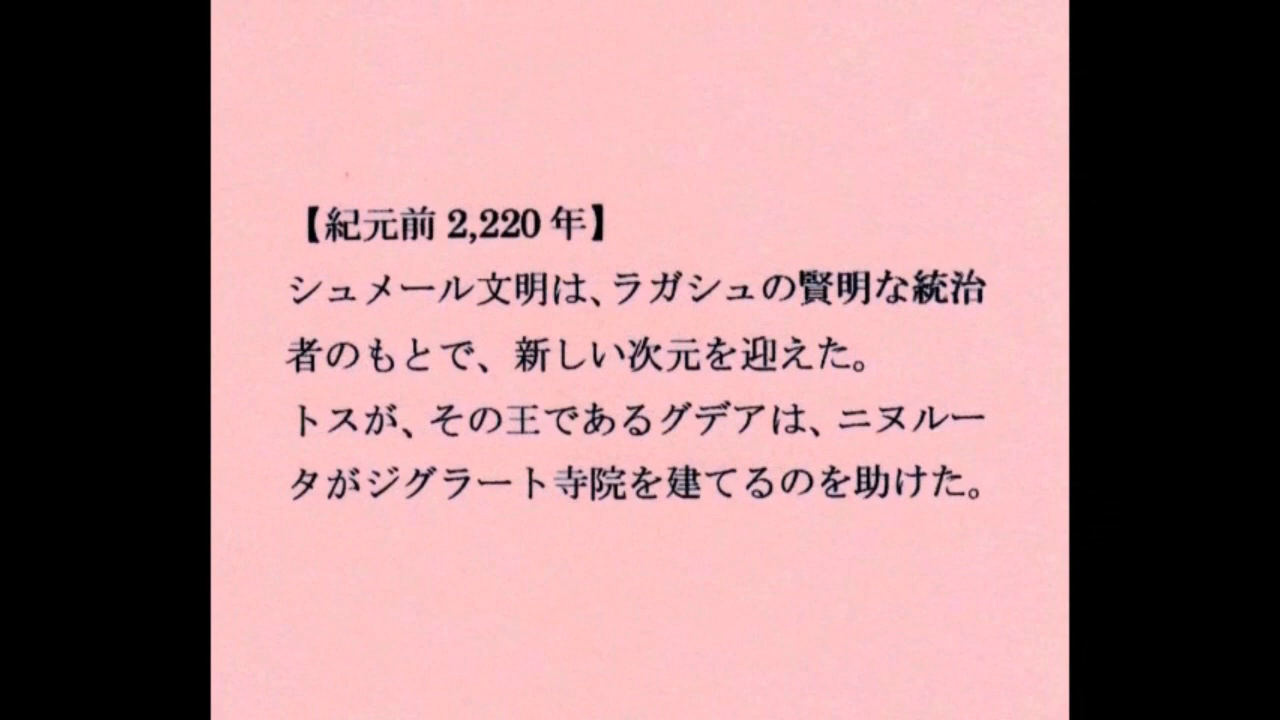 【紀元前 2,220 年】
シュメール文明は、ラガシュの賢明な統治
者のもとで、新しい次元を迎えた。
トスが、その王であるグデアは、ニヌルー
タがジグラート寺院を建てるのを助けた。